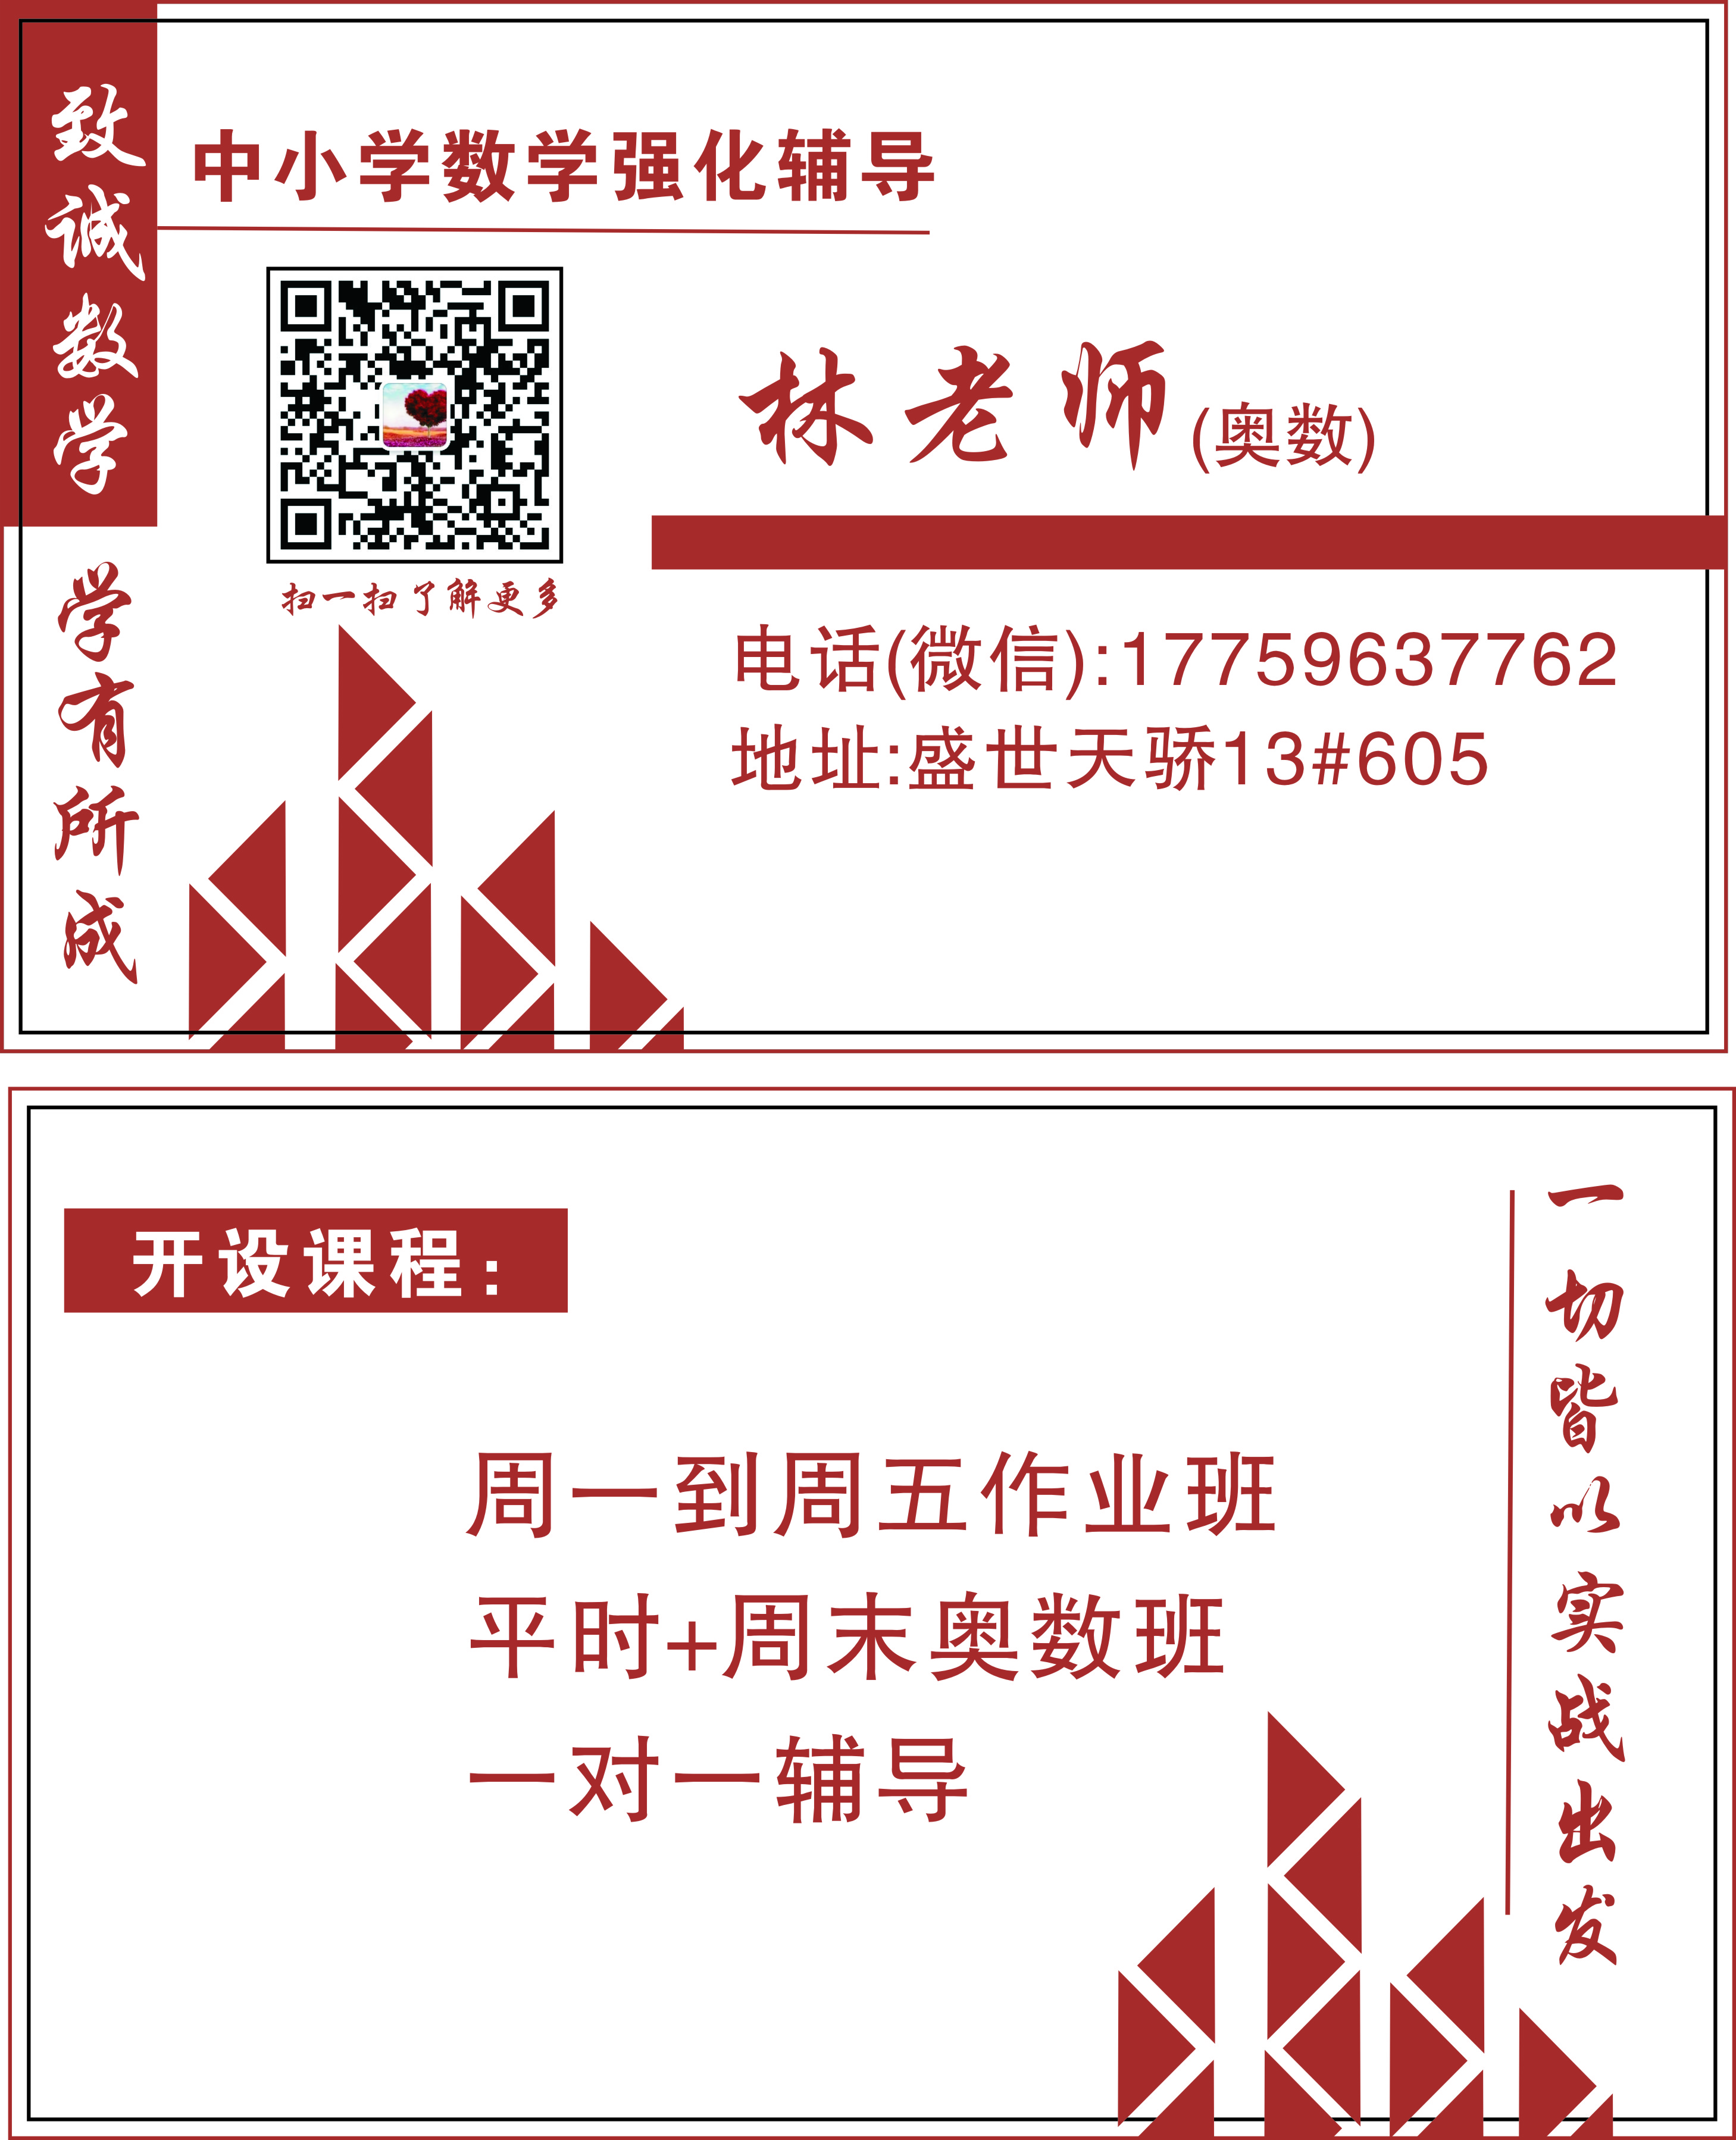 致诚数学
学有所成
中小学数学强化辅导
扫一扫了解更多
林老师(奥数)
电话(微信):17759637762
地址:盛世天骄13#605
开设课程：
周一到周五作业班
平时+周末奥数班
一对一辅导
一切皆以实战出发